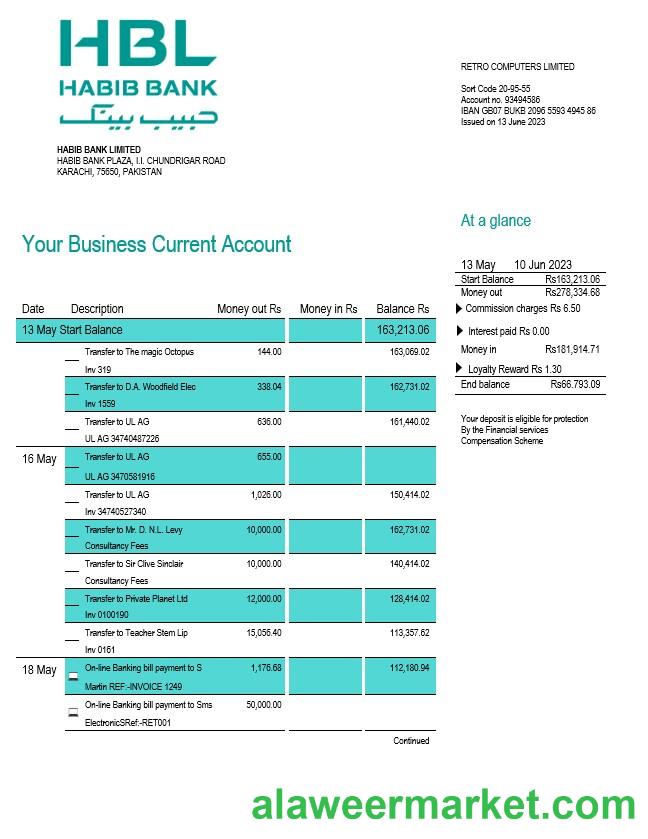 HBL
HABIB BANK
حبیب بینک
HABIB BANK LIMITED
HABIB BANK PLAZA, I.I. CHUNDRIGAR ROAD
KARACHI, 75650, PAKISTAN
RETRO COMPUTERS LIMITED
Sort Code 20-95-55
Account no. 93494586
IBAN GB07 BUKB 2096 5593 4945 86
Issued on 13 June 2023
Your Business Current Account
At a glance
13 May 10 Jun 2023
Start Balance Rs163,213.06
Money out Rs278,334.68
Commission charges Rs 6.50
Interest paid Rs 0.00
Money in Rs181,914.71
Loyalty Reward Rs 1.30
End balance Rs66.793.09
Your deposit is eligible for protection
By the Financial services
Compensation Scheme
Date Description Money out Rs Money in Rs Balance Rs
13 May Start Balance 163,213.06
Transfer to The magic Octopus 144.00 163,069.02
Inv 319
Transfer to D.A. Woodfield Elec 338.04 162,731.02
Inv 1559
Transfer to UL AG 636.00 161,440.02
UL AG 34740487226
16 May Transfer to UL AG 655.00
UL AG 3470581916
Transfer to UL AG 1,026.00 150,414.02
Inv 34740527340
Transfer to Mr. D. N.L. Levy 10,000.00 162,731.02
Consultancy Fees
Transfer to Sir Clive Sinclair 10,000.00 140,414.02
Consultancy Fees
Transfer to Private Planet Ltd 12,000.00 128,414.02
Inv 0100190
Transfer to Teacher Stem Lip 15,056.40 113,357.62
Inv 0161
18 May On-line Banking bill payment to S 1,176.68 112,180.94
Martin REF:-INVOICE 1249
On-line Banking bill payment to Sms 50,000.00
ElectronicSRef:-RET001
Continued
alaweermarket.com